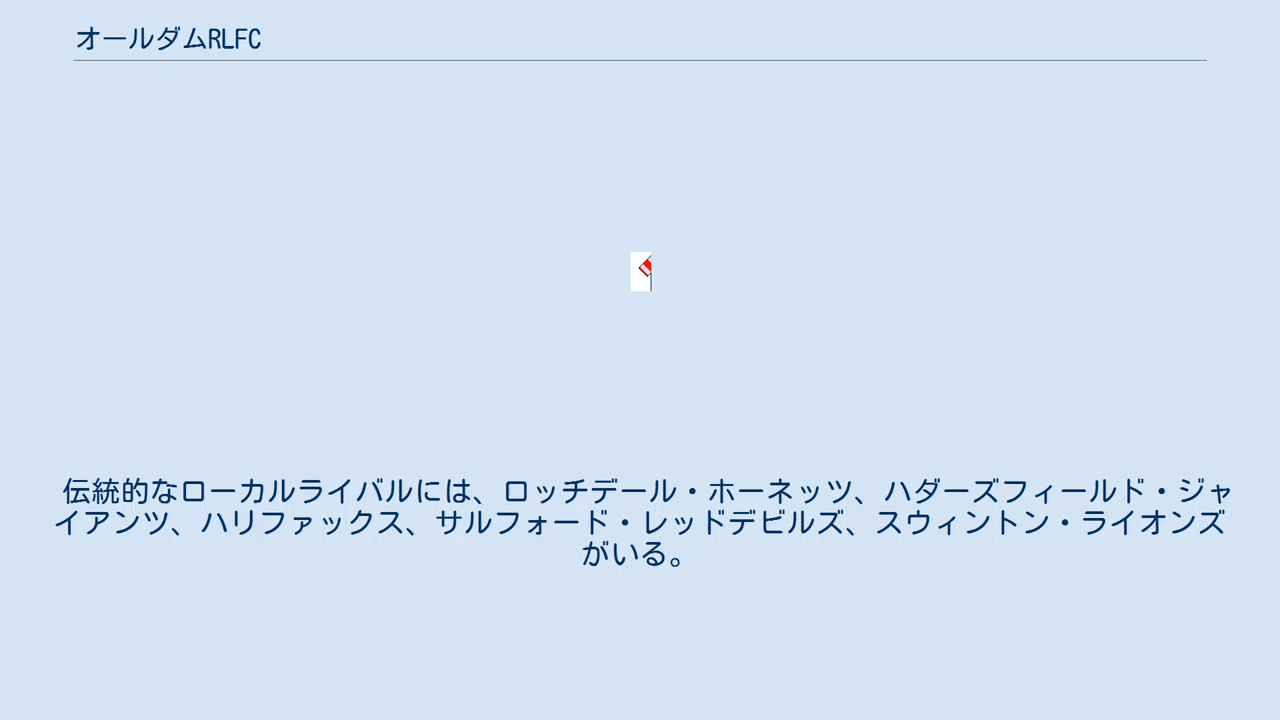 オールダムRLFC
伝統的なローカルライバルには、ロッチデール・ホーネッツ、ハダーズフィールド・ジャ
イアンツ、ハリファックス、サルフォード・レッドデビルズ、スウィントン・ライオンズ
がいる。